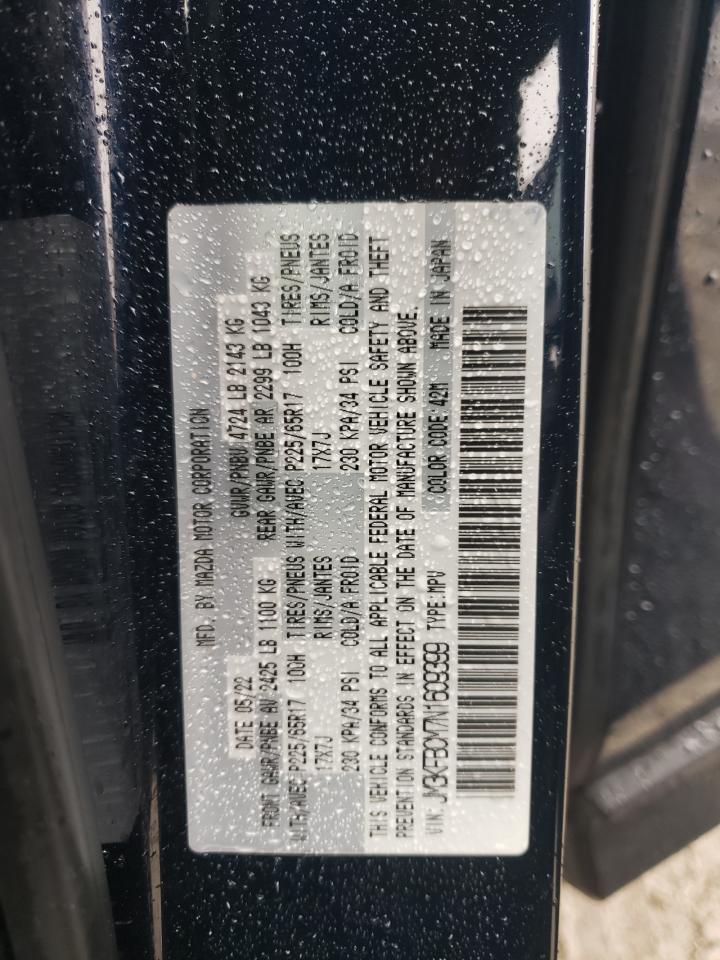 MFD. BY MAZDA MOTOR CORPORATION
DATE 05/22 GVWR/PNBV 4724 LB 2143 KG
FRONT GAWR/PNBE AV 2425 LB 1100 KG REAR GAWR/PNBE AR 2299 LB 1043 KG
WITH/AVEC P225/65R17 100H TIRES/PNEUS WITH/AVEC P225/65R17 100H TIRES/PNEUS
17X7J RIMS/JANTES 17X7J RIMS/JANTES
230 KPA/34 PSI COLD/A FROID 230 KPA/34 PSI COLD/A FROID
THIS VEHICLE CONFORMS TO ALL APPLICABLE FEDERAL MOTOR VEHICLE SAFETY AND THEFT
PREVENTION STANDARDS IN EFFECT ON THE DATE OF MANUFACTURE SHOWN ABOVE.
VIN: JM3KFBCM7N1609399 TYPE:MPV COLOR CODE:42M MADE IN JAPAN